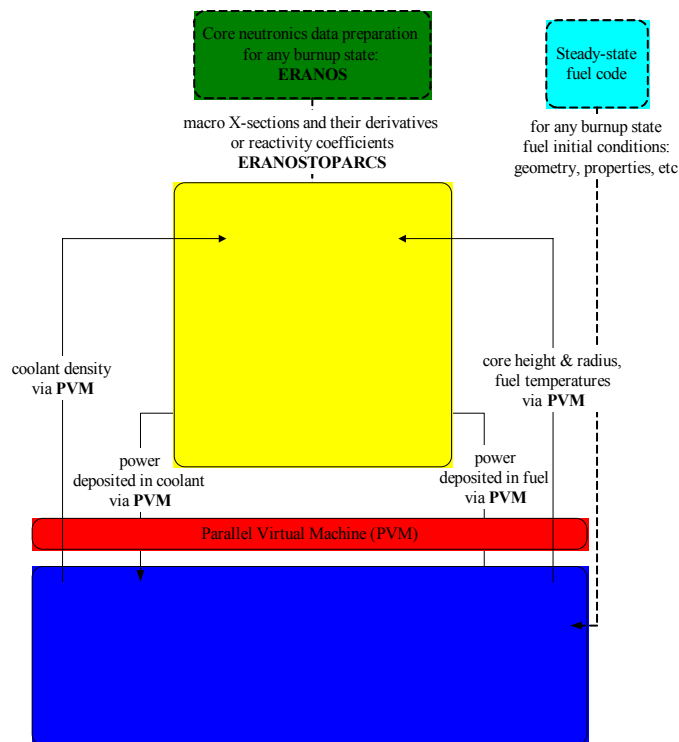 Core neutronics data preparation
for any burnup state:
ERANOS
Steady-state
fuel code
macro X-sections and their derivatives
or reactivity coefficients
ERANOSTOPARCS
for any burnup state
fuel initial conditions:
geometry, properties, etc
coolant density
via PVM
core height & radius,
fuel temperatures
via PVM
power
deposited in coolant
via PVM
power
deposited in fuel
via PVM
Parallel Virtual Machine (PVM)